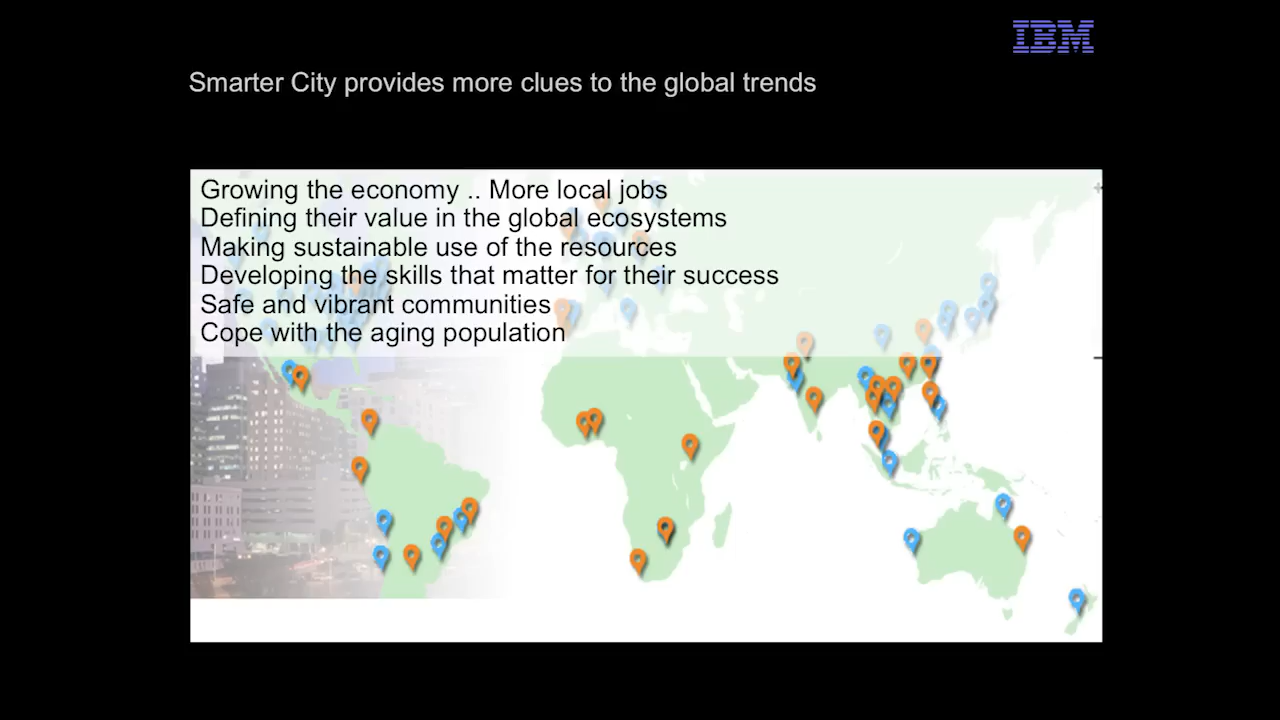 IBM
Smarter City provides more clues to the global trends
Growing the economy .. More local jobs
Defining their value in the global ecosystems
Making sustainable use of the resources
Developing the skills that matter for their success
Safe and vibrant communities
Cope with the aging population